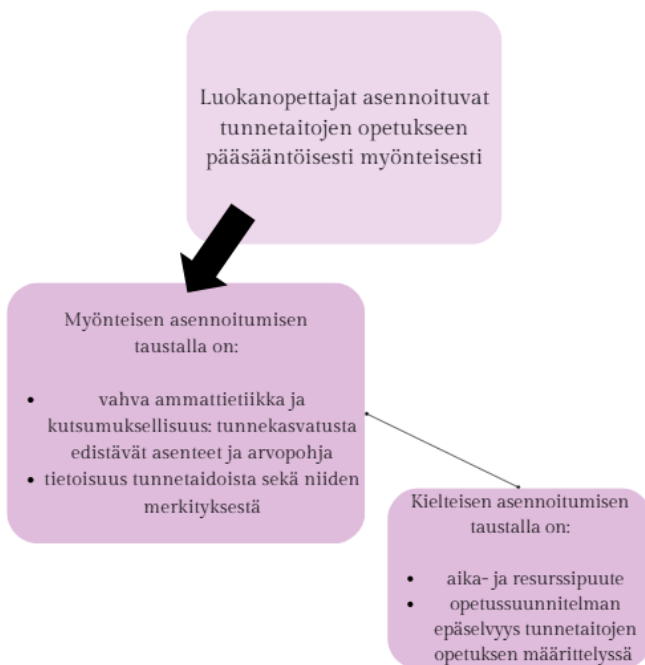 Luokanopettajat asennoituvat
tunnetaitojen opetukseen
pääsääntöisesti myönteisesti
Myönteisen asennoitumisen
taustalla on:
• vahva ammattietiikka ja
kutsumuksellisuus: tunnekasvatusta
edistävät asenteet ja arvopohja
• tietoisuus tunnetaidoista sekä niiden
merkityksestä
Kielteisen asennoitumisen
taustalla on:
• aika- ja resurssipuute
• opetussuunnitelman
epäselvyys tunnetaitojen
opetuksen määrittelyssä